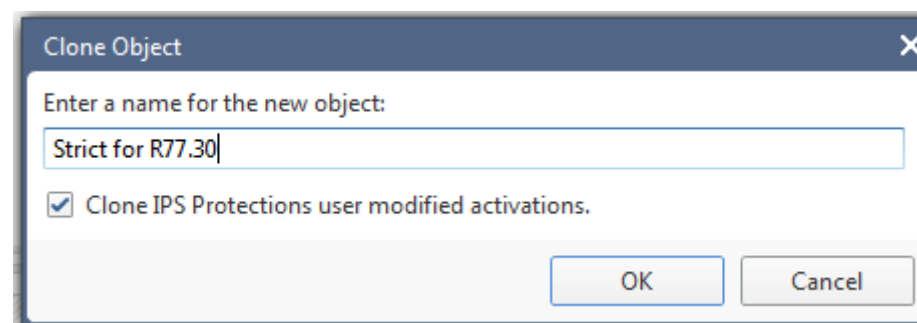 Clone Object
Enter a name for the new object:
Strict for R77.30
Clone IPS Protections user modified activations.
OK Cancel